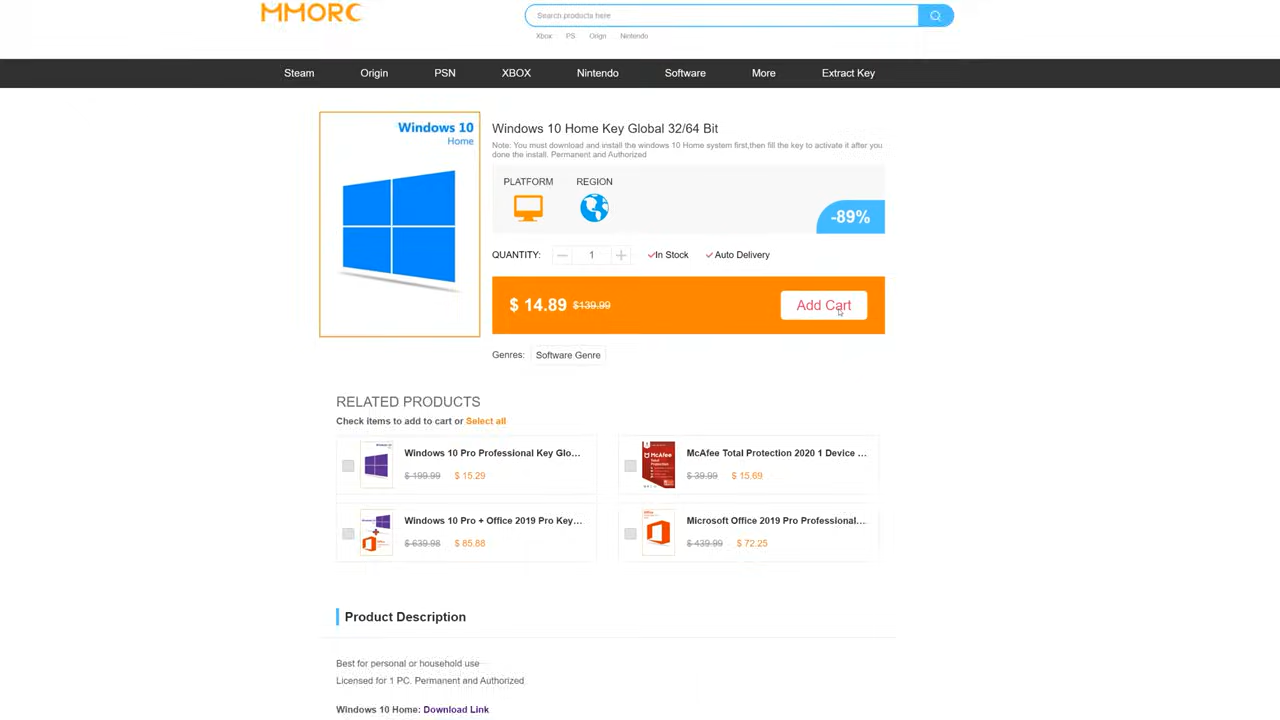 MMORC
Search products here
Xbox PS Orign Nintendo
Steam Origin PSN XBOX Nintendo Software More Extract Key
Windows 10
Home
Windows 10 Home Key Global 32/64 Bit
Note: You must download and install the windows 10 Home system first,then fill the key to activate it after you
done the install. Permanent and Authorized
PLATFORM REGION
-89%
QUANTITY: 1 In Stock Auto Delivery
$ 14.89 $139.99 Add Cart
Genres: Software Genre
RELATED PRODUCTS
Check items to add to cart or Select all
Windows 10 Pro Professional Key Glo...
$ 199.99 $ 15.29
McAfee Total Protection 2020 1 Device ...
$ 39.99 $ 15.69
Windows 10 Pro + Office 2019 Pro Key...
$ 639.98 $ 85.88
Microsoft Office 2019 Pro Professional...
$ 439.99 $ 72.25
Product Description
Best for personal or household use
Licensed for 1 PC. Permanent and Authorized
Windows 10 Home: Download Link